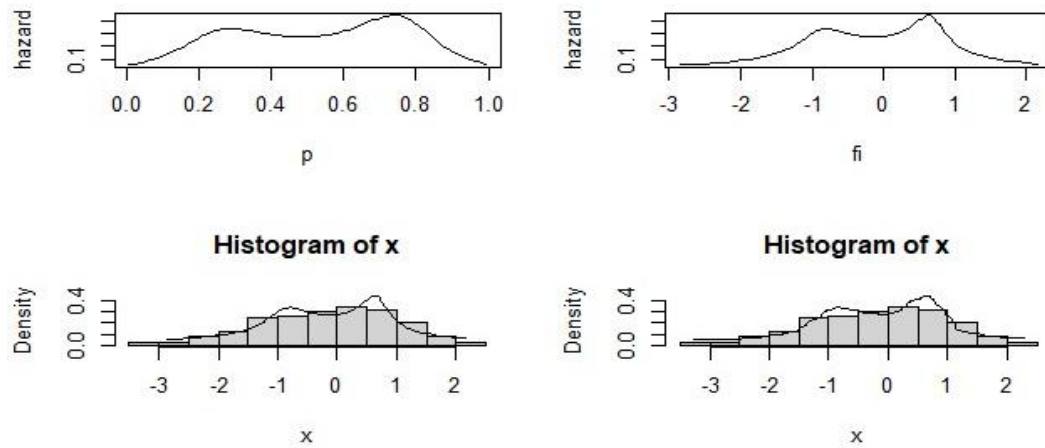 hazard
0.1
0.0 0.2 0.4 0.6 0.8 1.0
p
hazard
0.1
-3 -2 -1 0 1 2
fi
Histogram of x
Density
0.0 0.4
-3 -2 -1 0 1 2
x
Histogram of x
Density
0.0 0.4
-3 -2 -1 0 1 2
x